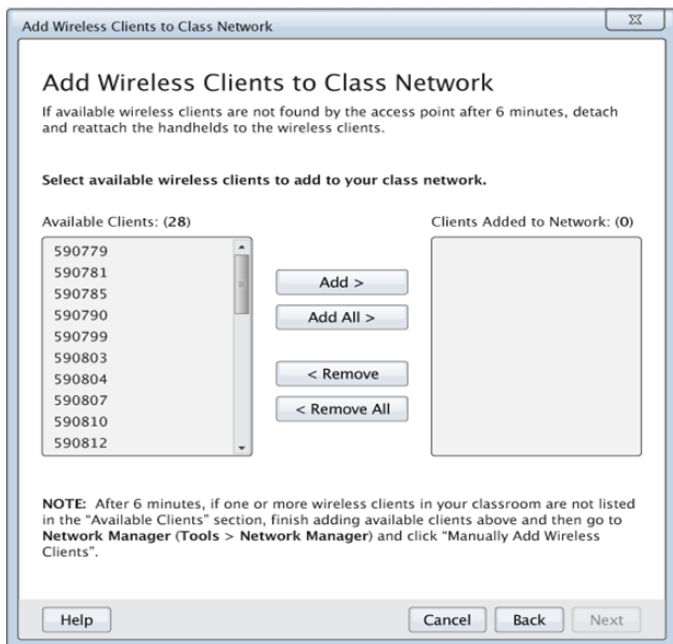 Add Wireless Clients to Class Network
Add Wireless Clients to Class Network
If available wireless clients are not found by the access point after 6 minutes, detach
and reattach the handhelds to the wireless clients.
Select available wireless clients to add to your class network.
Available Clients: (28)
Clients Added to Network: (0)
590779
590781
590785
590790
590799
590803
590804
590807
590810
590812
Add >
Add All >
< Remove
< Remove All
NOTE: After 6 minutes, if one or more wireless clients in your classroom are not listed
in the "Available Clients" section, finish adding available clients above and then go to
Network Manager (Tools > Network Manager) and click "Manually Add Wireless
Clients".
Help
Cancel
Back
Next